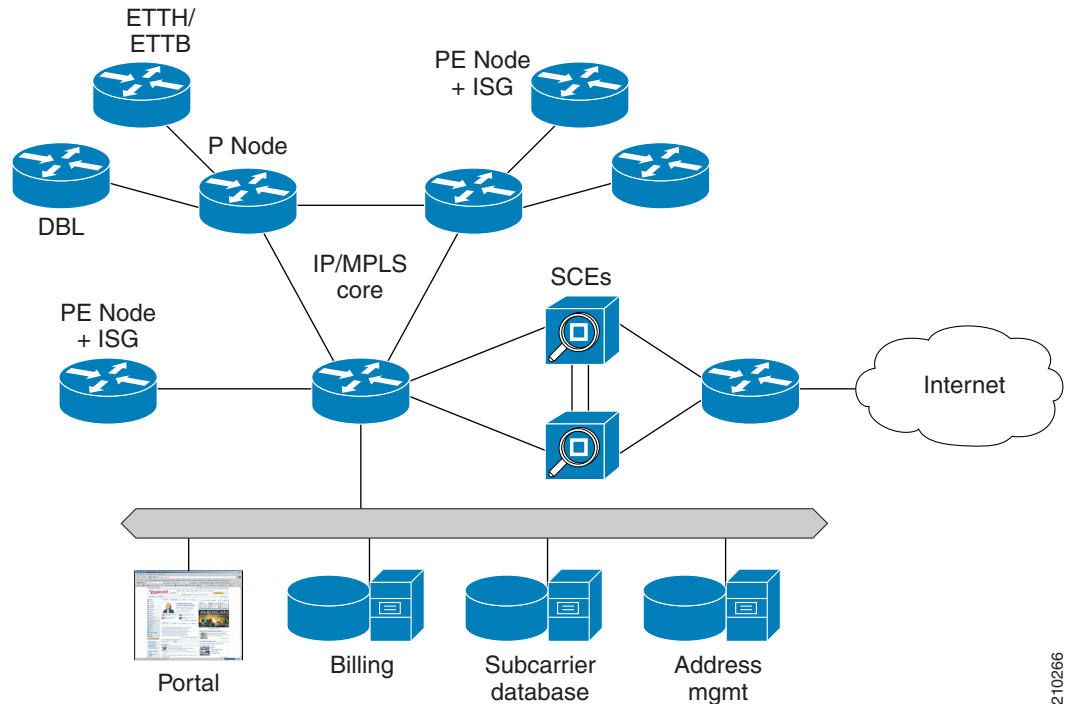 ETTH/
ETTB
PE Node
+ ISG
P Node
DBL
IP/MPLS
core
SCEs
PE Node
+ ISG
Internet
Portal
Billing
Subcarrier
database
Address
mgmt
210266